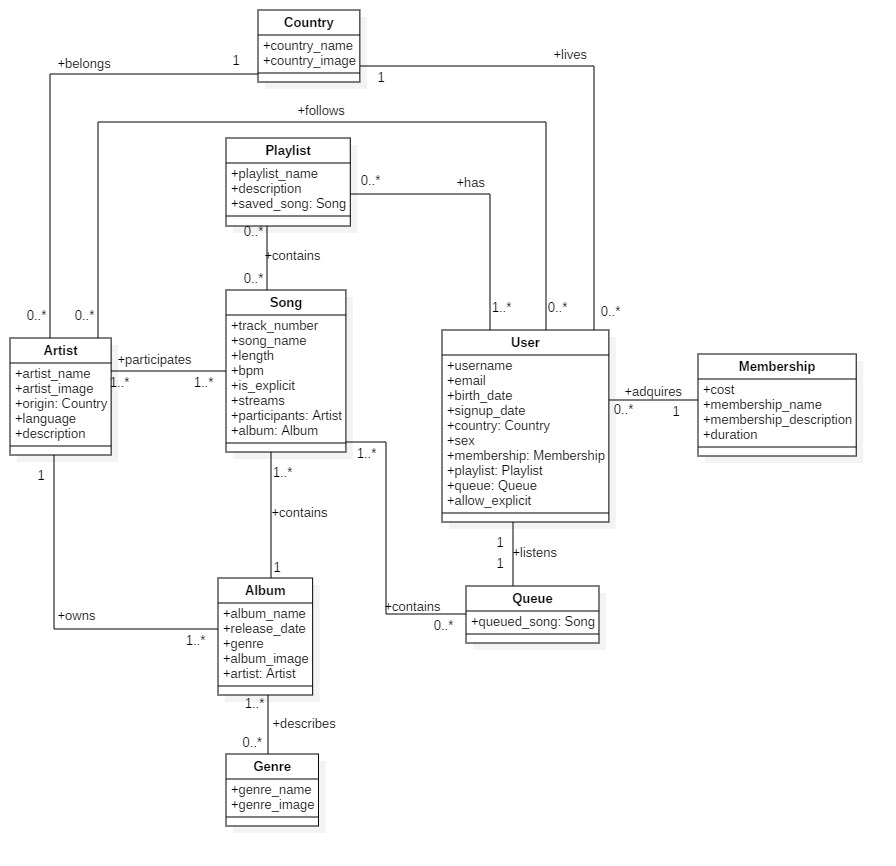 Country
+country_name
+country_image
+belongs
1
1
+lives
+follows
Playlist
+playlist_name
+description
+saved_song: Song
0..*
+has
0..*
+contains
0..*
Song
+track_number
+song_name
+length
+bpm
+is_explicit
+streams
+participants: Artist
+album: Album
0..*
0..*
1..*
0..*
0..*
Artist
+artist_name
+artist_image
+origin: Country
+language
+description
+participates
1..*
1..*
User
+username
+email
+birth_date
+signup_date
+country: Country
+sex
+membership: Membership
+playlist: Playlist
+queue: Queue
+allow_explicit
+adquires
0..*
1
Membership
+cost
+membership_name
+membership_description
+duration
1
1..*
1..*
+contains
1
1
+listens
1
Queue
+queued_song: Song
+contains
0..*
+owns
1..*
Album
+album_name
+release_date
+genre
+album_image
+artist: Artist
1..*
+describes
0..*
Genre
+genre_name
+genre_image